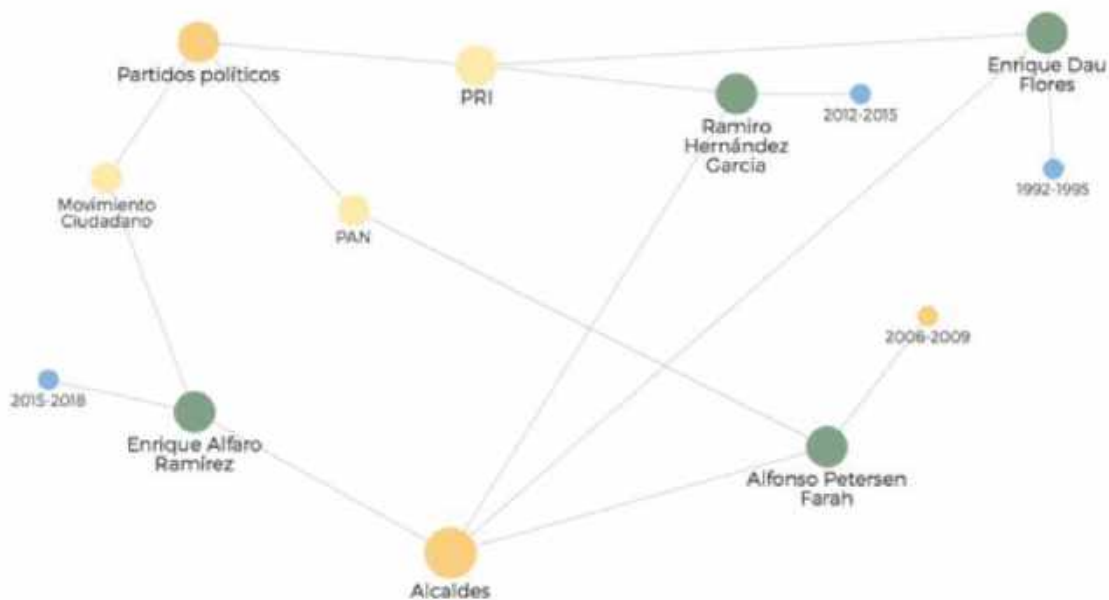 Partidos políticos
PRI
Enrique Dau
Flores
Ramiro
Hernández
Garcia
2012-2015
1992-1995
Movimiento
Ciudadano
PAN
2006-2009
2015-2018
Enrique Alfaro
Ramírez
Alfonso Petersen
Farah
Alcaldes